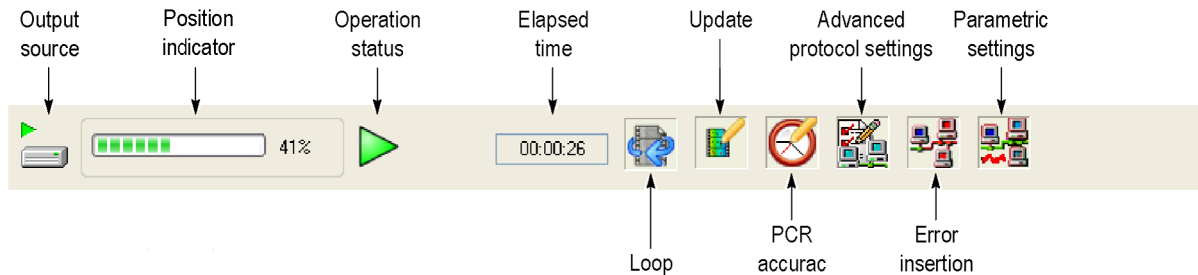 Output
source
Position
indicator
Operation
status
Elapsed
time
Update
Advanced
protocol settings
Parametric
settings
41%
00:00:26
Loop
PCR
accurac
Error
insertion